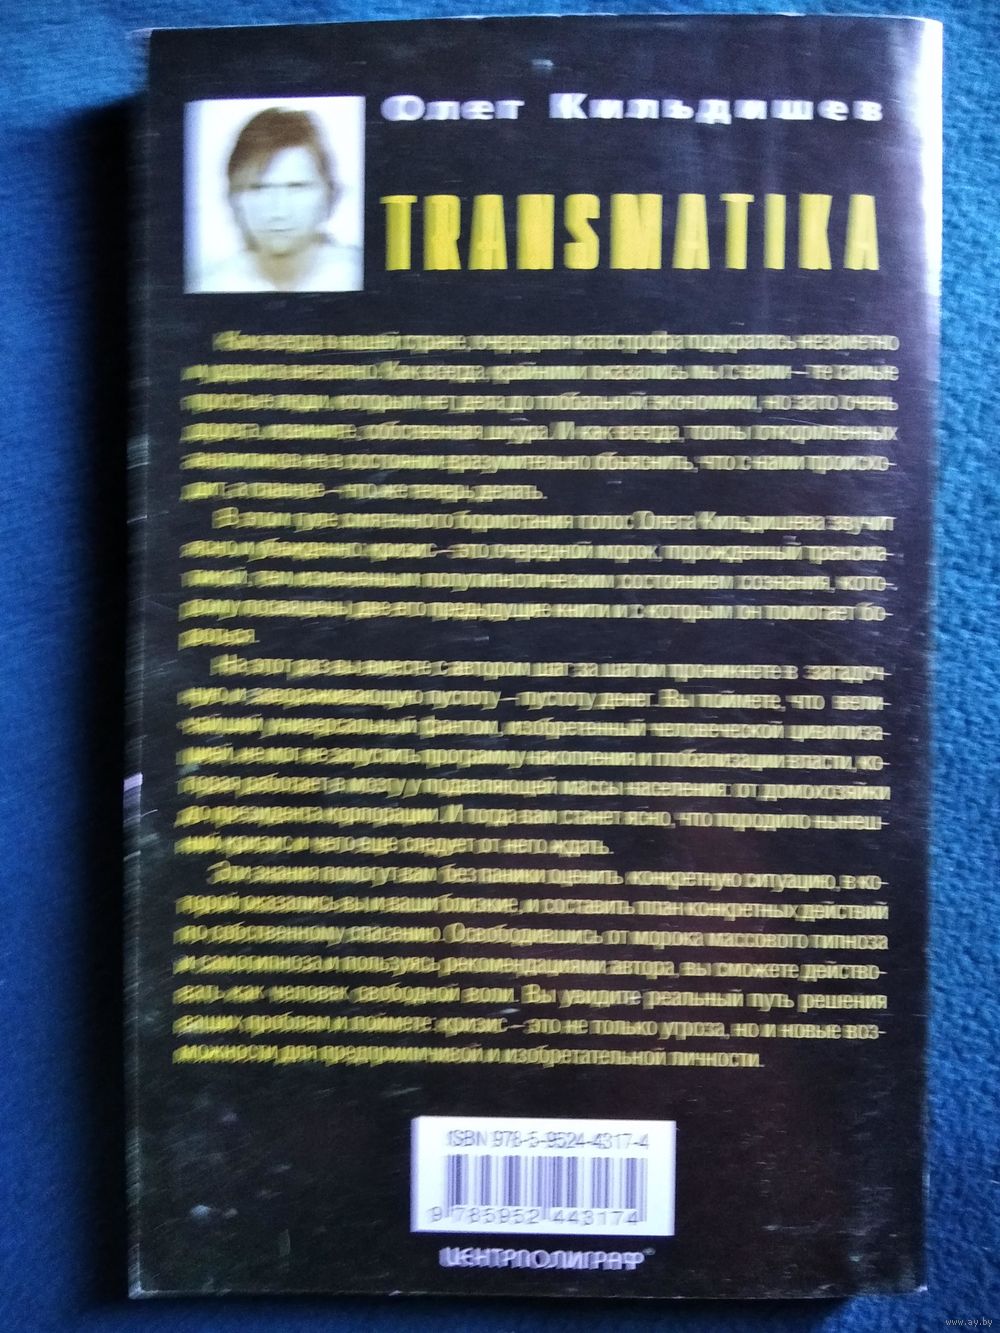 Олег Кильдишев
TRANSMATIKA
Как всегда в нашей стране, очередная катастрофа подкралась незаметно
и ударила внезапно. Как всегда, крайними оказались мы с вами – те самые
простые люди, которым нет дела до глобальной экономики, но зато очень
дорога, извините, собственная шкура. И как всегда, толпы откормленных
не в состоянии вразумительно объяснить, что с нами происхо-
дит, а главное – что же теперь делать.
В этом гуле смятенного бормотания голос Олега Кильдишева звучит
ясно и убежденно: кризис – это очередной морок, порожденный трансма-
тикой, тем измененным полугипнотическим состоянием сознания, кото-
рому посвящены две его предыдущие книги и с которым он помогает бо-
роться.
На этот раз вы вместе с автором шаг за шагом проникнете в загадоч-
ную и завораживающую пустоту – пустоту денег. Вы поймете, что вели-
чайший универсальный фантом, изобретенный человеческой цивилиза-
цией, не мог не запустить программу накопления и глобализации власти, ко-
торая работает в мозгу у подавляющей массы населения: от домохозяйки
до президента корпорации. И тогда вам станет ясно, что породило нынеш-
ний кризис и чего еще следует от него ждать.
Эти знания помогут вам без паники оценить конкретную ситуацию, в ко-
торой оказались вы и ваши близкие, и составить план конкретных действий
по собственному спасению. Освободившись от морока массового гипноза
и самогипноза и пользуясь рекомендациями автора, вы сможете действо-
вать как человек свободной воли. Вы увидите реальный путь решения
ваших проблем и поймете: кризис – это не только угроза, но и новые воз-
можности для предприимчивой и изобретательной личности.
ISBN 978-5-9524-4317-4
9 785952 443174
ЦЕНТРПОЛИГРАФ
www.ay.by